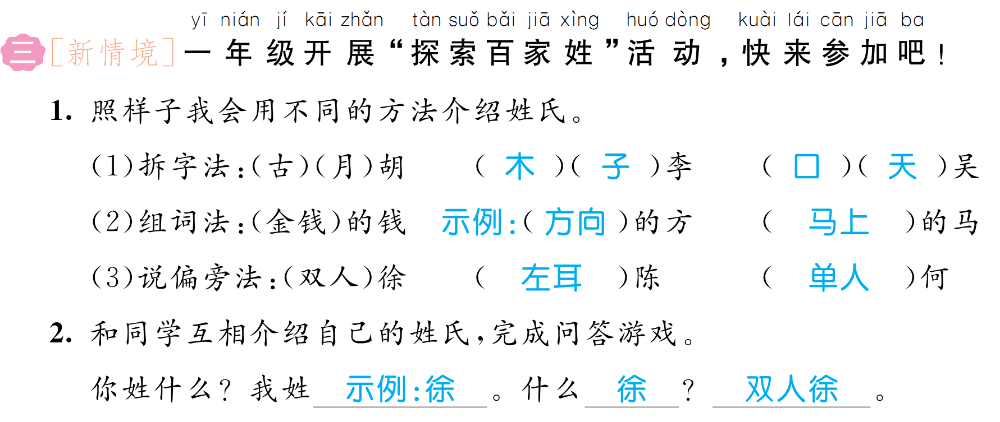 yī nián jí kāi zhǎn tàn suǒ bǎi jiā xìng huó dòng kuài lái cān jiā ba
三［新情境］一年级开展“探索百家姓”活动，快来参加吧！
1. 照样子我会用不同的方法介绍姓氏。
(1)拆字法：(古)(月)胡 (木)(子)李 (口)(天)吴
(2)组词法：(金钱)的钱 示例：(方向)的方 (马上)的马
(3)说偏旁法：(双人)徐 (左耳)陈 (单人)何
2. 和同学互相介绍自己的姓氏，完成问答游戏。
你姓什么？我姓示例：徐。什么徐？双人徐。